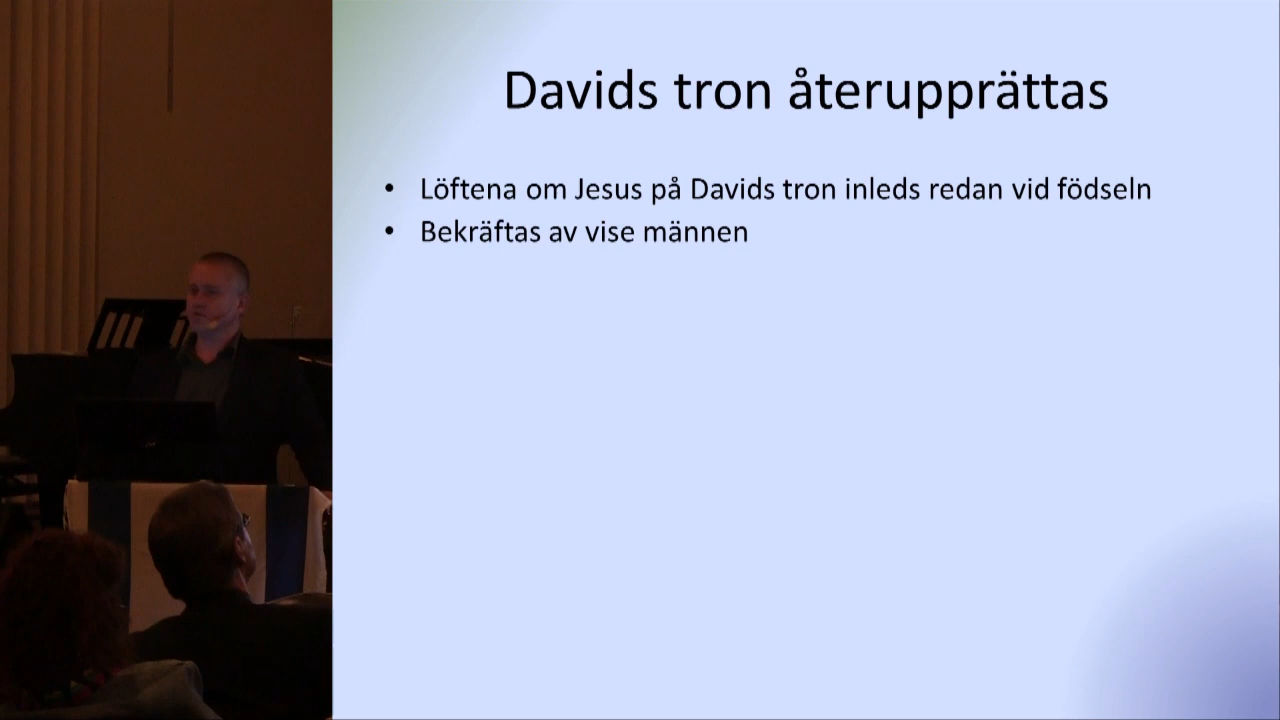 Davids tron återupprättas
• Löftena om Jesus på Davids tron inleds redan vid födseln
• Bekräftas av vise männen